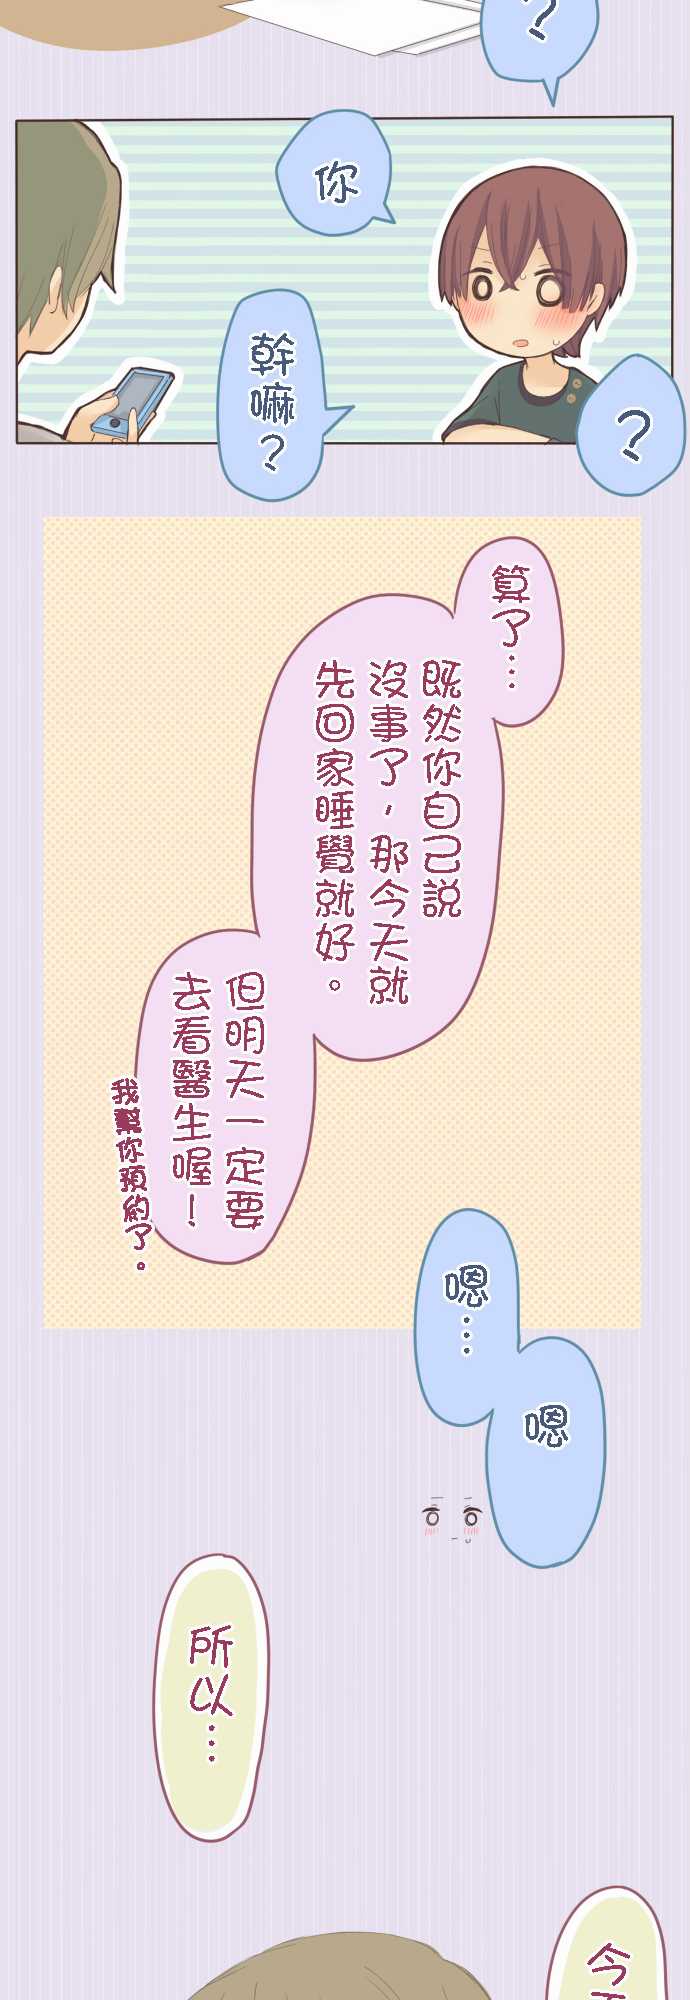 ？
你
幹嘛？
？
算了…
既然你自己說
沒事了，那今天就
先回家睡覺就好。
但明天一定要
去看醫生喔！
我幫你預約了。
嗯…
嗯
所以…
今